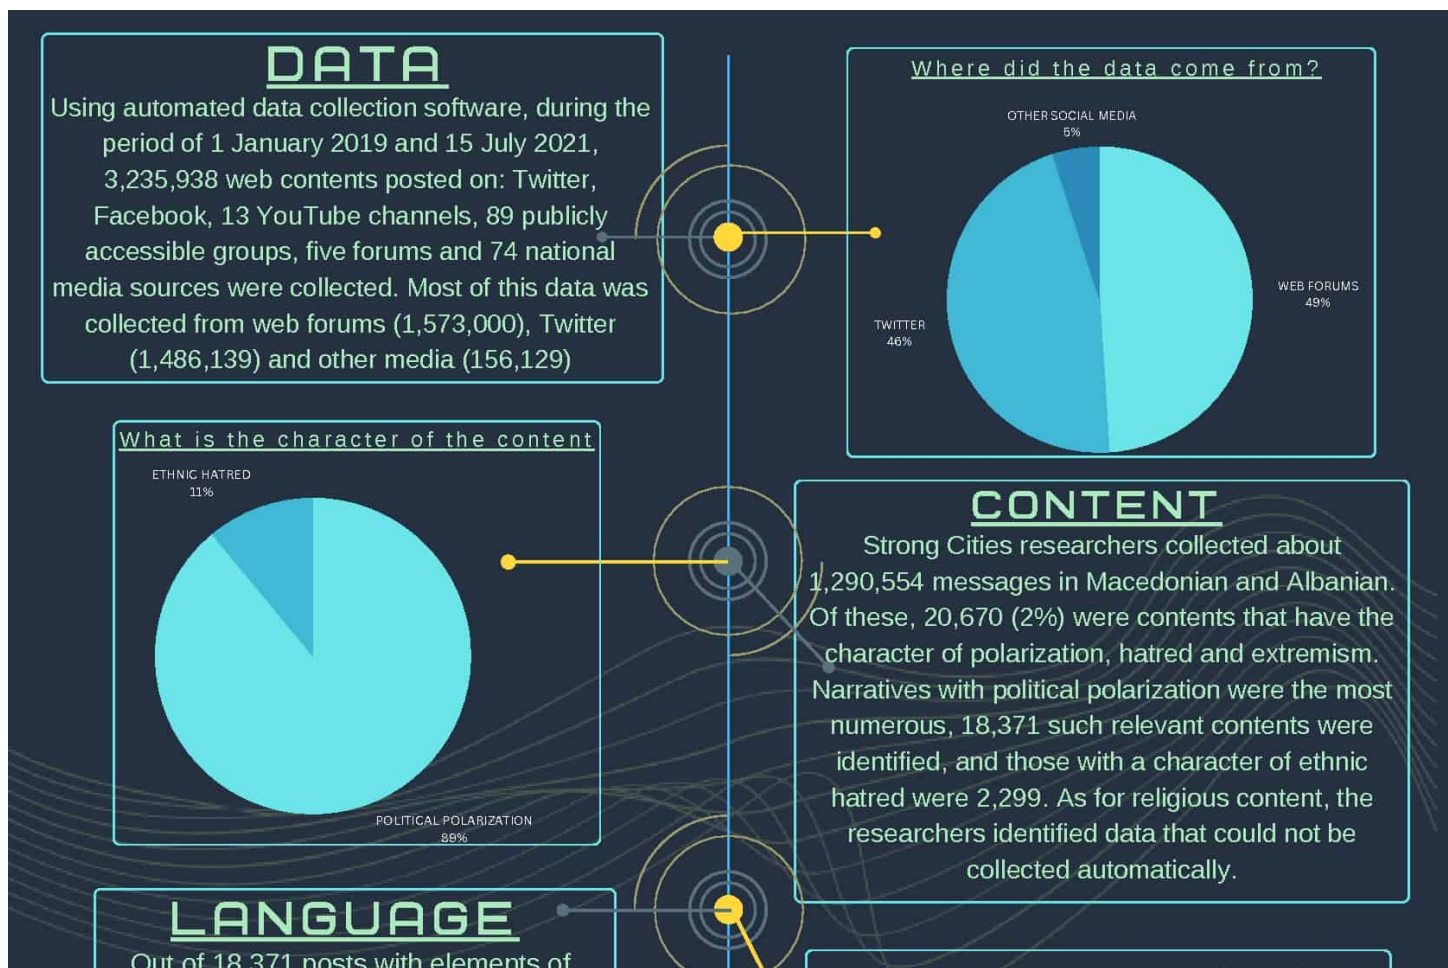 DATA
Using automated data collection software, during the
period of 1 January 2019 and 15 July 2021,
3,235,938 web contents posted on: Twitter,
Facebook, 13 YouTube channels, 89 publicly
accessible groups, five forums and 74 national
media sources were collected. Most of this data was
collected from web forums (1,573,000), Twitter
(1,486,139) and other media (156,129)
Where did the data come from?
OTHER SOCIAL MEDIA
5%
WEB FORUMS
49%
TWITTER
46%
What is the character of the content
ETHNIC HATRED
11%
POLITICAL POLARIZATION
89%
CONTENT
Strong Cities researchers collected about
1,290,554 messages in Macedonian and Albanian.
Of these, 20,670 (2%) were contents that have the
character of polarization, hatred and extremism.
Narratives with political polarization were the most
numerous, 18,371 such relevant contents were
identified, and those with a character of ethnic
hatred were 2,299. As for religious content, the
researchers identified data that could not be
collected automatically.
LANGUAGE
Out of 18,371 posts with elements of